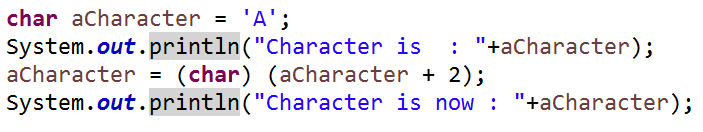 char aCharacter = 'A';
System.out.println("Character is  : "+aCharacter);
aCharacter = (char) (aCharacter + 2);
System.out.println("Character is now : "+aCharacter);